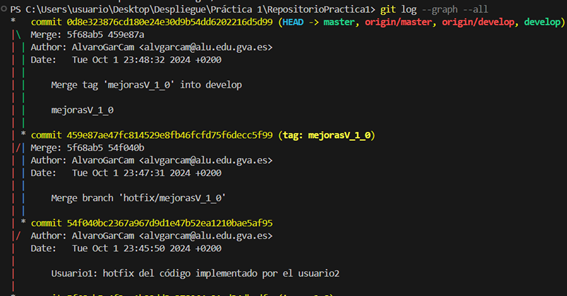 PS C:\Users\usuario\Desktop\Despliegue\Práctica 1\RepositorioPractica1> git log --graph --all
*   commit 0d8e323876cd180e24e30d9b54dd6202216d5d99 (HEAD -> master, origin/master, origin/develop, develop)
|\  Merge: 5f68ab5 459e87a
| | Author: AlvaroGarCam <alvgarcam@alu.edu.gva.es>
| | Date:   Tue Oct 1 23:48:32 2024 +0200
| |
| |     Merge tag 'mejorasV_1_0' into develop
| |
| |     mejorasV_1_0
| |
| * commit 459e87ae47fc814529e8fb46fcfd75f6decc5f99 (tag: mejorasV_1_0)
|/| Merge: 5f68ab5 54f040b
| | Author: AlvaroGarCam <alvgarcam@alu.edu.gva.es>
| | Date:   Tue Oct 1 23:47:31 2024 +0200
| |
| |     Merge branch 'hotfix/mejorasV_1_0'
| |
| * commit 54f040bc2367a967d9d1e47b52ea1210bae5af95
|/  Author: AlvaroGarCam <alvgarcam@alu.edu.gva.es>
|   Date:   Tue Oct 1 23:45:50 2024 +0200
|
|       Usuario1: hotfix del código implementado por el usuario2
|